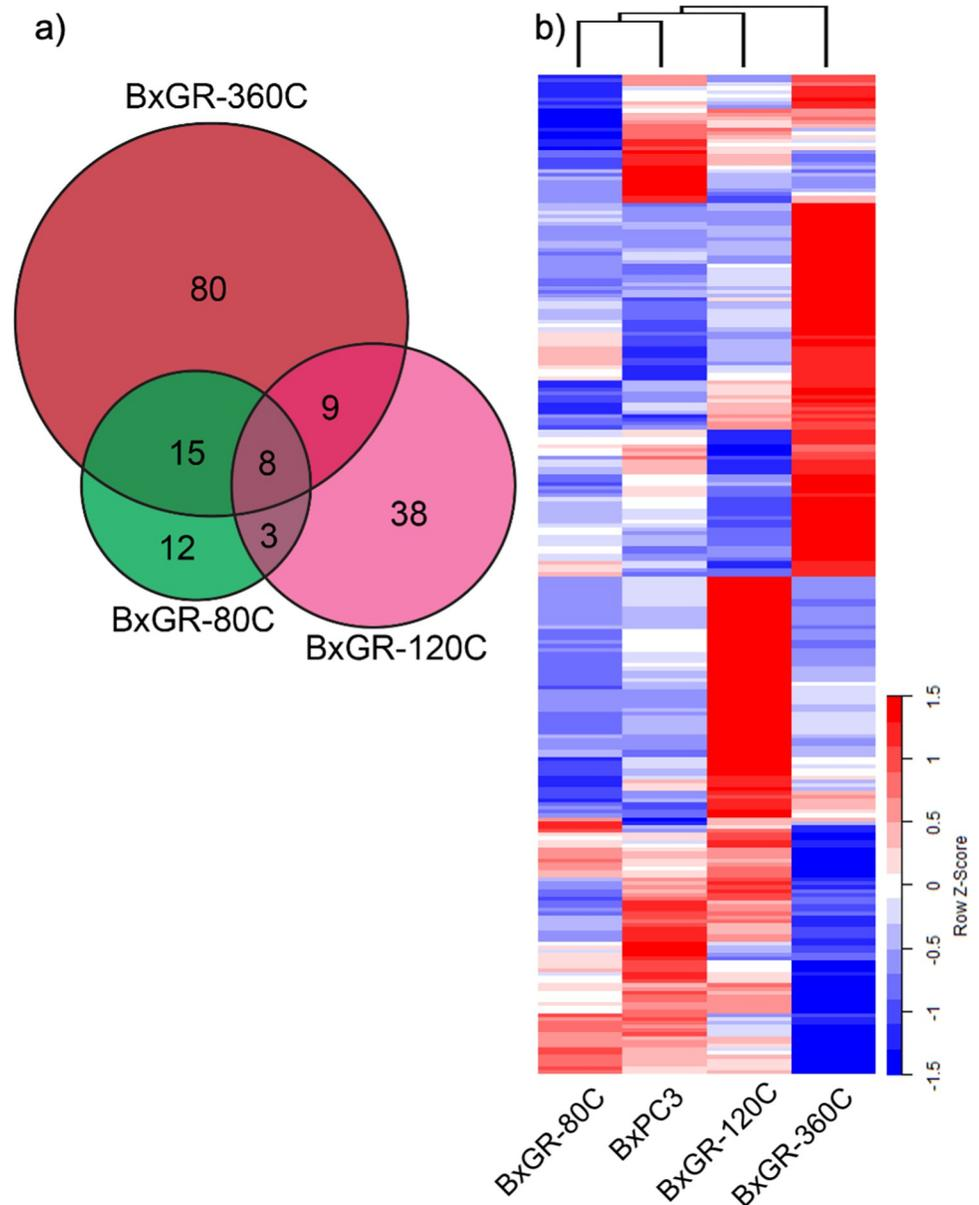 a)
BxGR-360C
80
9
15
8
38
12
3
BxGR-80C
BxGR-120C
b)
1.5
1
0.5
0
-0.5
-1
-1.5
Row Z-Score
BxGR-80C
BxPC3
BxGR-120C
BxGR-360C